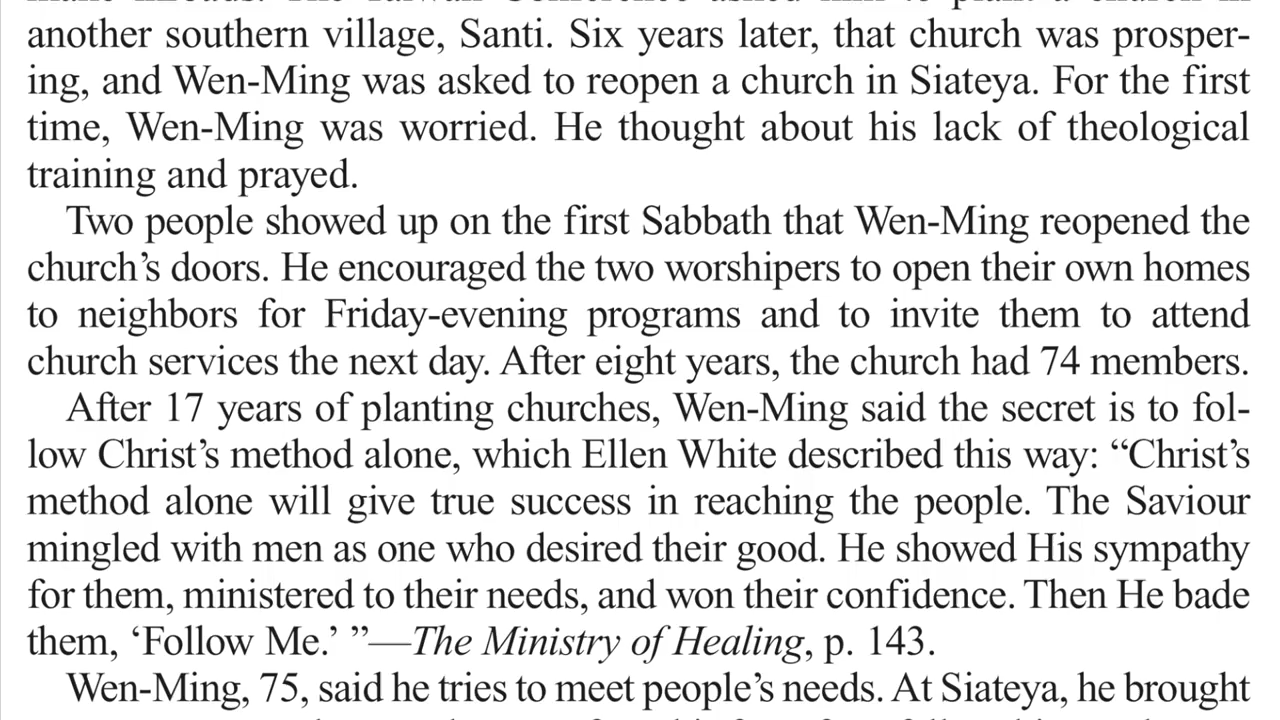 another southern village, Santi. Six years later, that church was prosper-
ing, and Wen-Ming was asked to reopen a church in Siateya. For the first
time, Wen-Ming was worried. He thought about his lack of theological
training and prayed.
Two people showed up on the first Sabbath that Wen-Ming reopened the
church’s doors. He encouraged the two worshipers to open their own homes
to neighbors for Friday-evening programs and to invite them to attend
church services the next day. After eight years, the church had 74 members.
After 17 years of planting churches, Wen-Ming said the secret is to fol-
low Christ’s method alone, which Ellen White described this way: “Christ’s
method alone will give true success in reaching the people. The Saviour
mingled with men as one who desired their good. He showed His sympathy
for them, ministered to their needs, and won their confidence. Then He bade
them, ‘Follow Me.’ ”—The Ministry of Healing, p. 143.
Wen-Ming, 75, said he tries to meet people’s needs. At Siateya, he brought